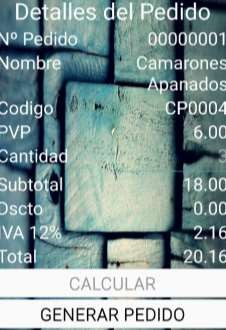 Detalles del Pedido
Nº Pedido 00000001
Nombre Camarones
Apanados
Codigo CP0004
PVP 6.00
Cantidad 3
Subtotal 18.00
Dscto 0.00
IVA 12% 2.16
Total 20.16
CALCULAR
GENERAR PEDIDO